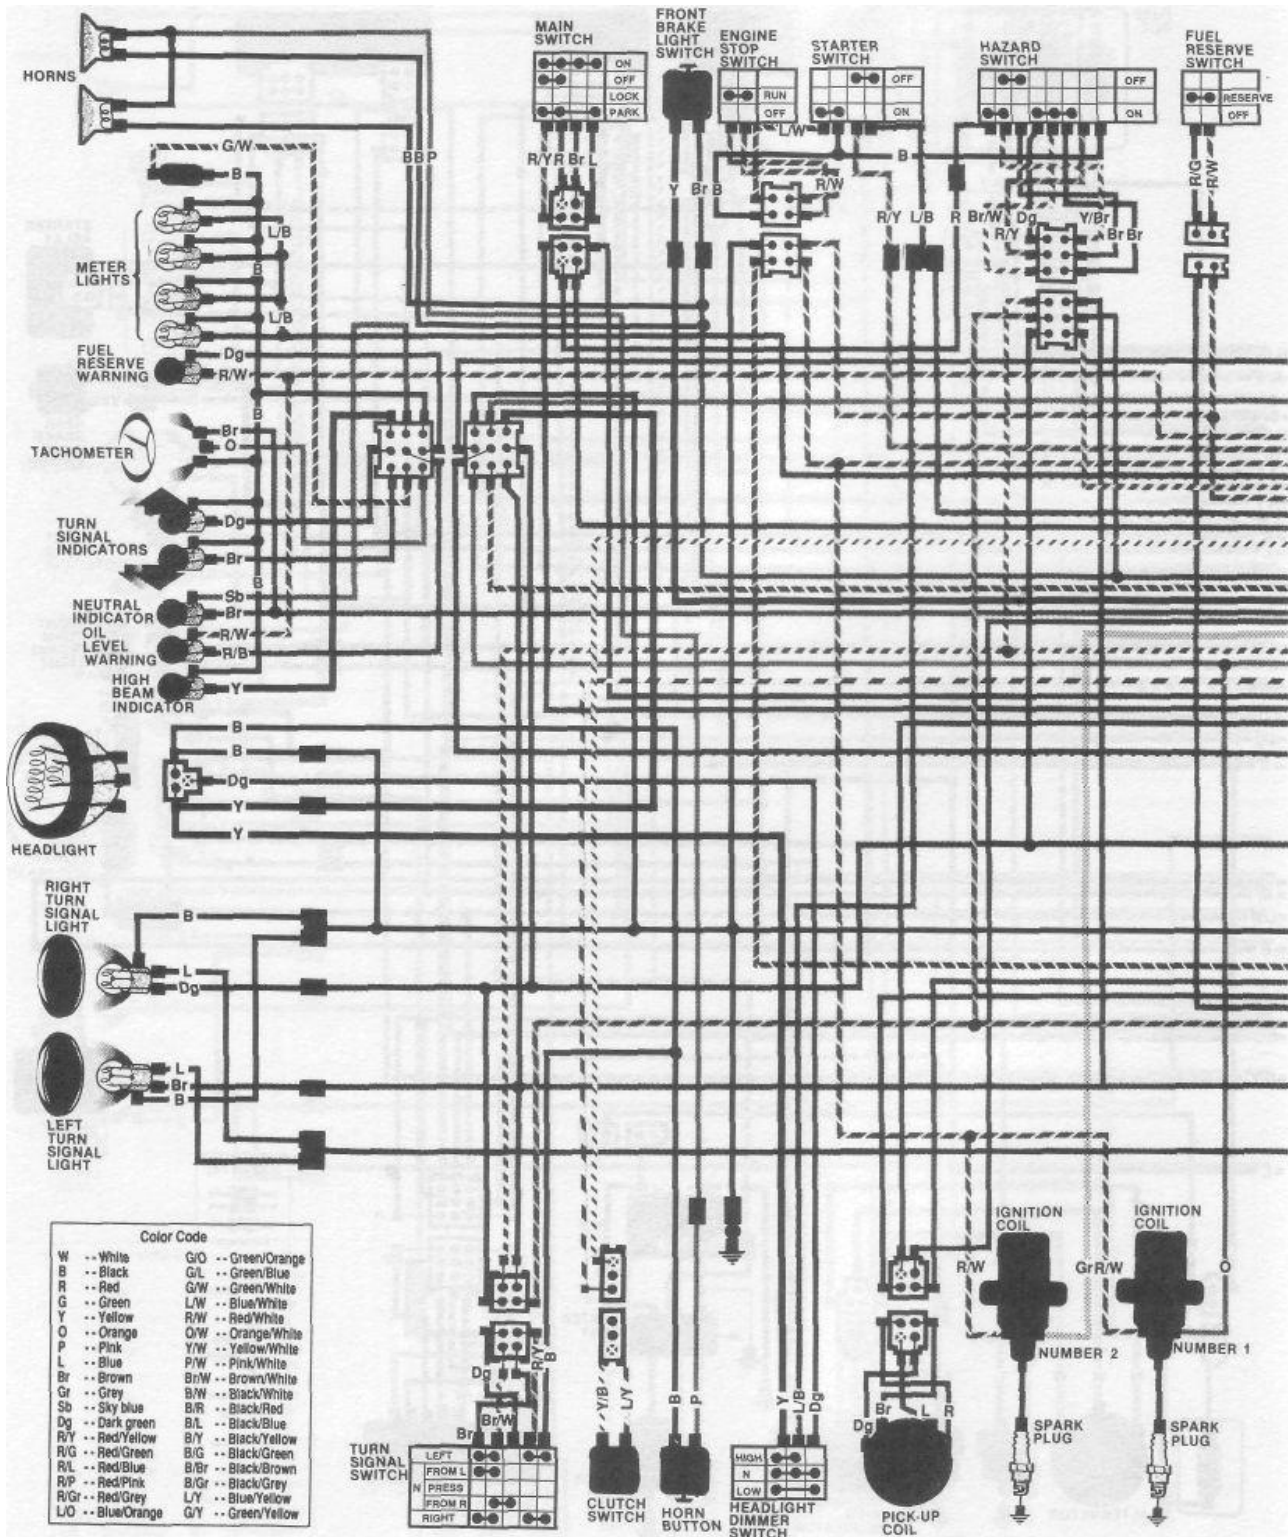 HORNS
MAIN
SWITCH
ON
OFF
LOCK
PARK
FRONT
BRAKE
LIGHT
SWITCH
ENGINE
STOP
SWITCH
RUN
OFF
STARTER
SWITCH
OFF
ON
HAZARD
SWITCH
OFF
ON
FUEL
RESERVE
SWITCH
RESERVE
OFF
L/W
G/W
B B P
R/Y R Br L
B
B
R/W
R/G
R/W
Y
Br B
R/Y
L/B
R
Br/W
Dg
Y/Br
R/Y
Br Br
L/B
B
METER
LIGHTS
L/B
FUEL
RESERVE
WARNING
Dg
R/W
B
TACHOMETER
Br
O
TURN
SIGNAL
INDICATORS
Dg
Br
B
NEUTRAL
INDICATOR
Sb
Br
OIL
LEVEL
WARNING
R/W
R/B
HIGH
BEAM
INDICATOR
Y
B
B
Dg
Y
Y
HEADLIGHT
RIGHT
TURN
SIGNAL
LIGHT
B
L
Dg
L
Br
B
LEFT
TURN
SIGNAL
LIGHT
Color Code
W -- White
B -- Black
R -- Red
G -- Green
Y -- Yellow
O -- Orange
P -- Pink
L -- Blue
Br -- Brown
Gr -- Grey
Sb -- Sky blue
Dg -- Dark green
R/Y -- Red/Yellow
R/G -- Red/Green
R/L -- Red/Blue
R/P -- Red/Pink
R/Gr -- Red/Grey
L/O -- Blue/Orange
G/O -- Green/Orange
G/L -- Green/Blue
G/W -- Green/White
L/W -- Blue/White
R/W -- Red/White
O/W -- Orange/White
Y/W -- Yellow/White
P/W -- Pink/White
Br/W -- Brown/White
B/W -- Black/White
B/R -- Black/Red
B/L -- Black/Blue
B/Y -- Black/Yellow
B/G -- Black/Green
B/Br -- Black/Brown
B/Gr -- Black/Grey
L/Y -- Blue/Yellow
G/Y -- Green/Yellow
Dg
R/Y
B
Br/W
Br
TURN
SIGNAL
SWITCH
LEFT
FROM L
N PRESS
FROM R
RIGHT
Y/B
L/Y
CLUTCH
SWITCH
B
P
HORN
BUTTON
Y
L/B
Dg
HIGH
N
LOW
HEADLIGHT
DIMMER
SWITCH
Dg
Br
L
R
PICK-UP
COIL
IGNITION
COIL
R/W
Gr
NUMBER 2
SPARK
PLUG
IGNITION
COIL
R/W
O
NUMBER 1
SPARK
PLUG